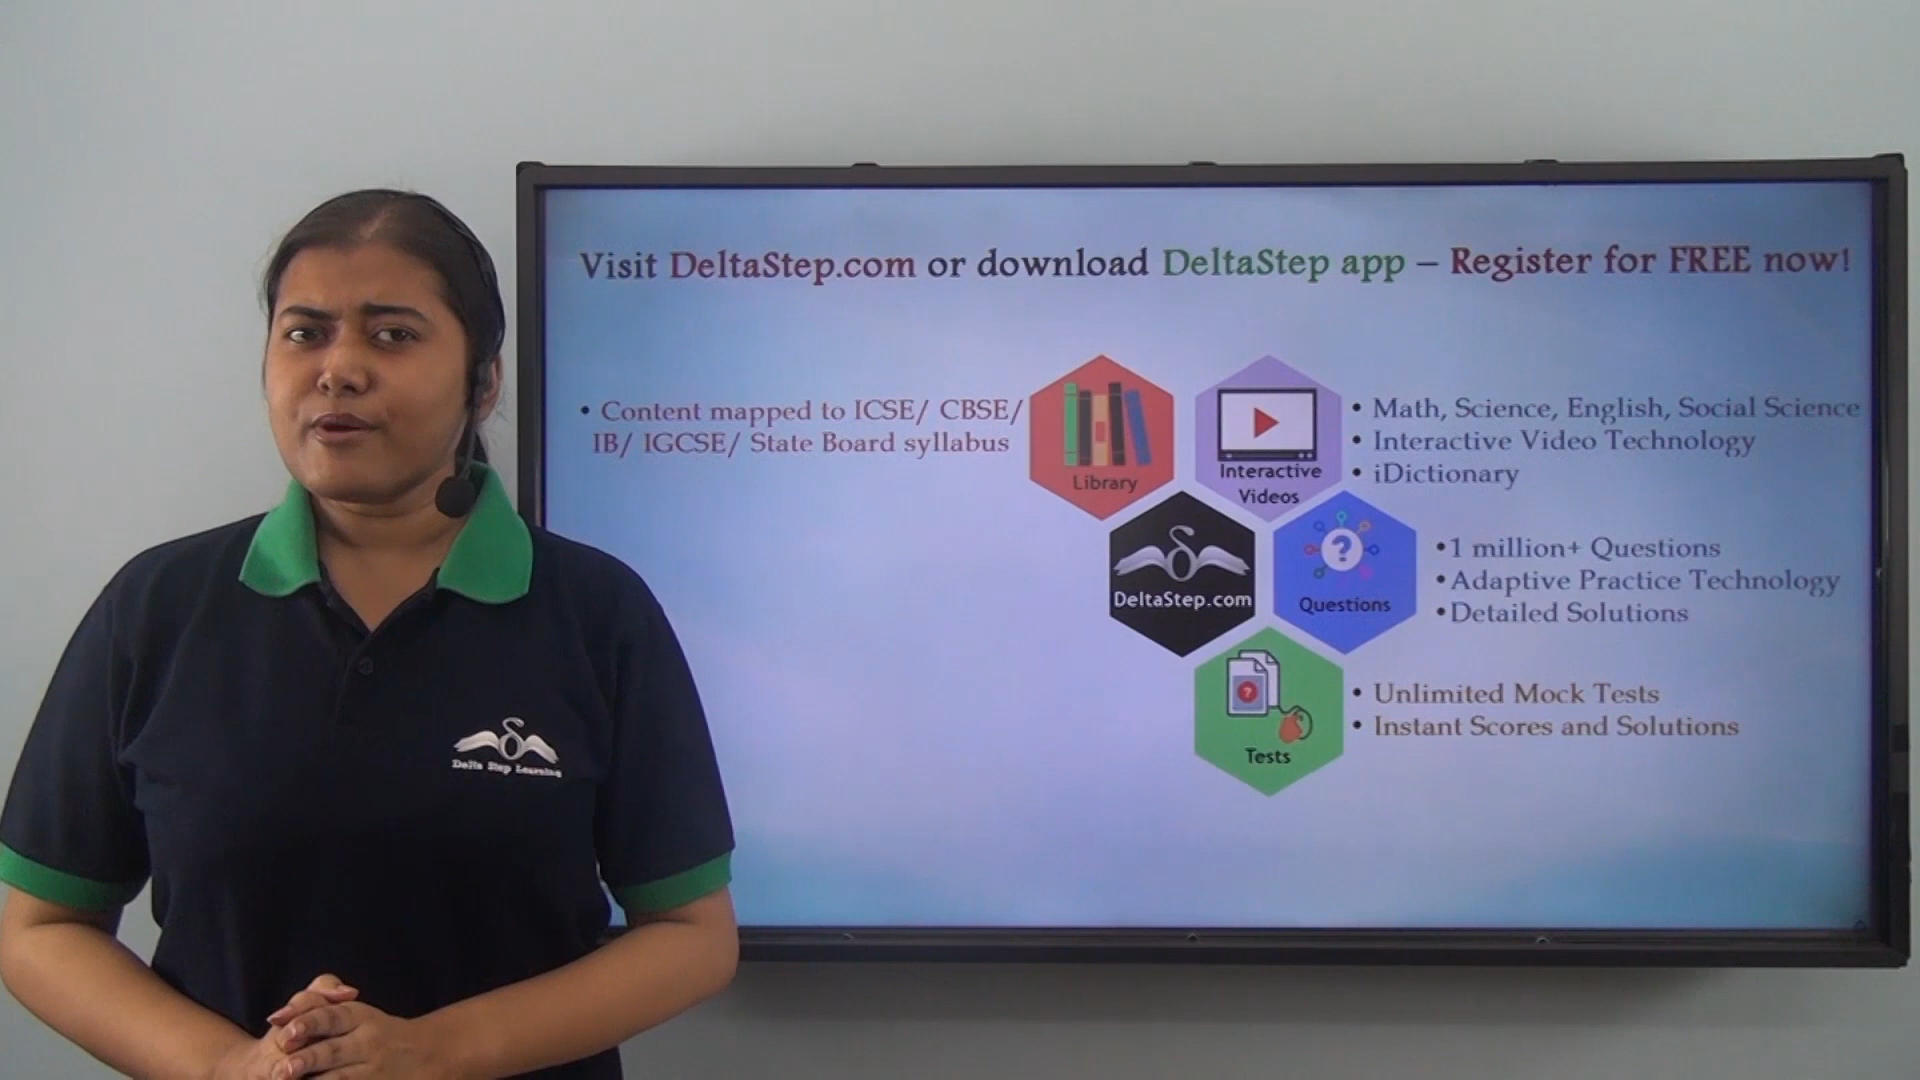 Visit DeltaStep.com or download DeltaStep app – Register for FREE now!
• Content mapped to ICSE/ CBSE/
IB/ IGCSE/ State Board syllabus
Library
Interactive
Videos
• Math, Science, English, Social Science
• Interactive Video Technology
• iDictionary
DeltaStep.com
Questions
•1 million+ Questions
•Adaptive Practice Technology
•Detailed Solutions
Tests
• Unlimited Mock Tests
• Instant Scores and Solutions
Delta Step Learning